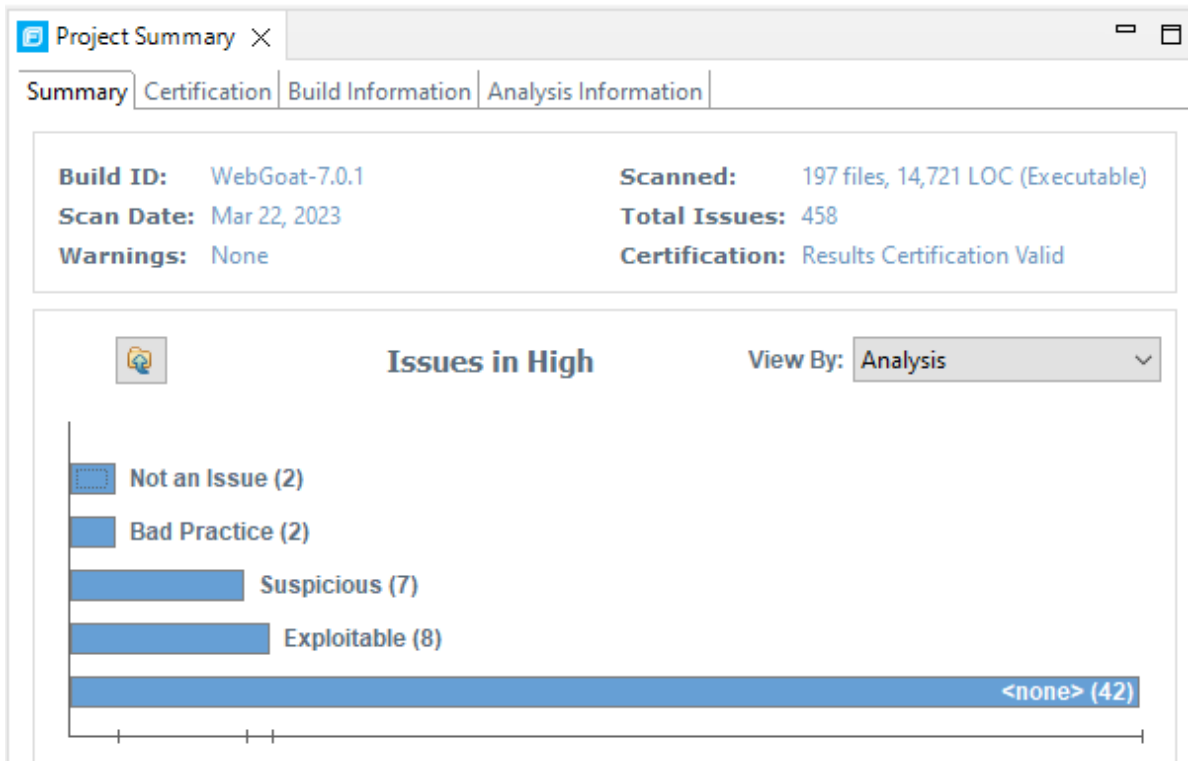 Project Summary
Summary Certification Build Information Analysis Information
Build ID: WebGoat-7.0.1 Scanned: 197 files, 14,721 LOC (Executable)
Scan Date: Mar 22, 2023 Total Issues: 458
Warnings: None Certification: Results Certification Valid
Issues in High View By: Analysis
Not an Issue (2)
Bad Practice (2)
Suspicious (7)
Exploitable (8)
<none> (42)